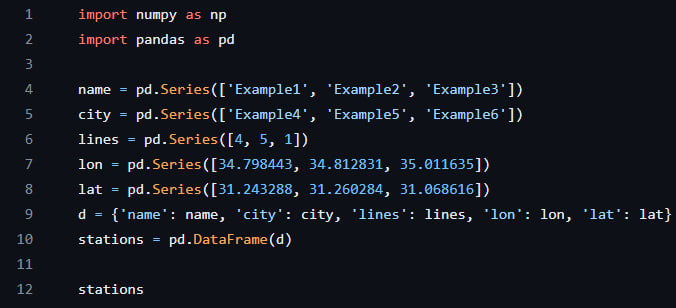 1 import numpy as np
2 import pandas as pd
3
4 name = pd.Series(['Example1', 'Example2', 'Example3'])
5 city = pd.Series(['Example4', 'Example5', 'Example6'])
6 lines = pd.Series([4, 5, 1])
7 lon = pd.Series([34.798443, 34.812831, 35.011635])
8 lat = pd.Series([31.243288, 31.260284, 31.068616])
9 d = {'name': name, 'city': city, 'lines': lines, 'lon': lon, 'lat': lat}
10 stations = pd.DataFrame(d)
11
12 stations